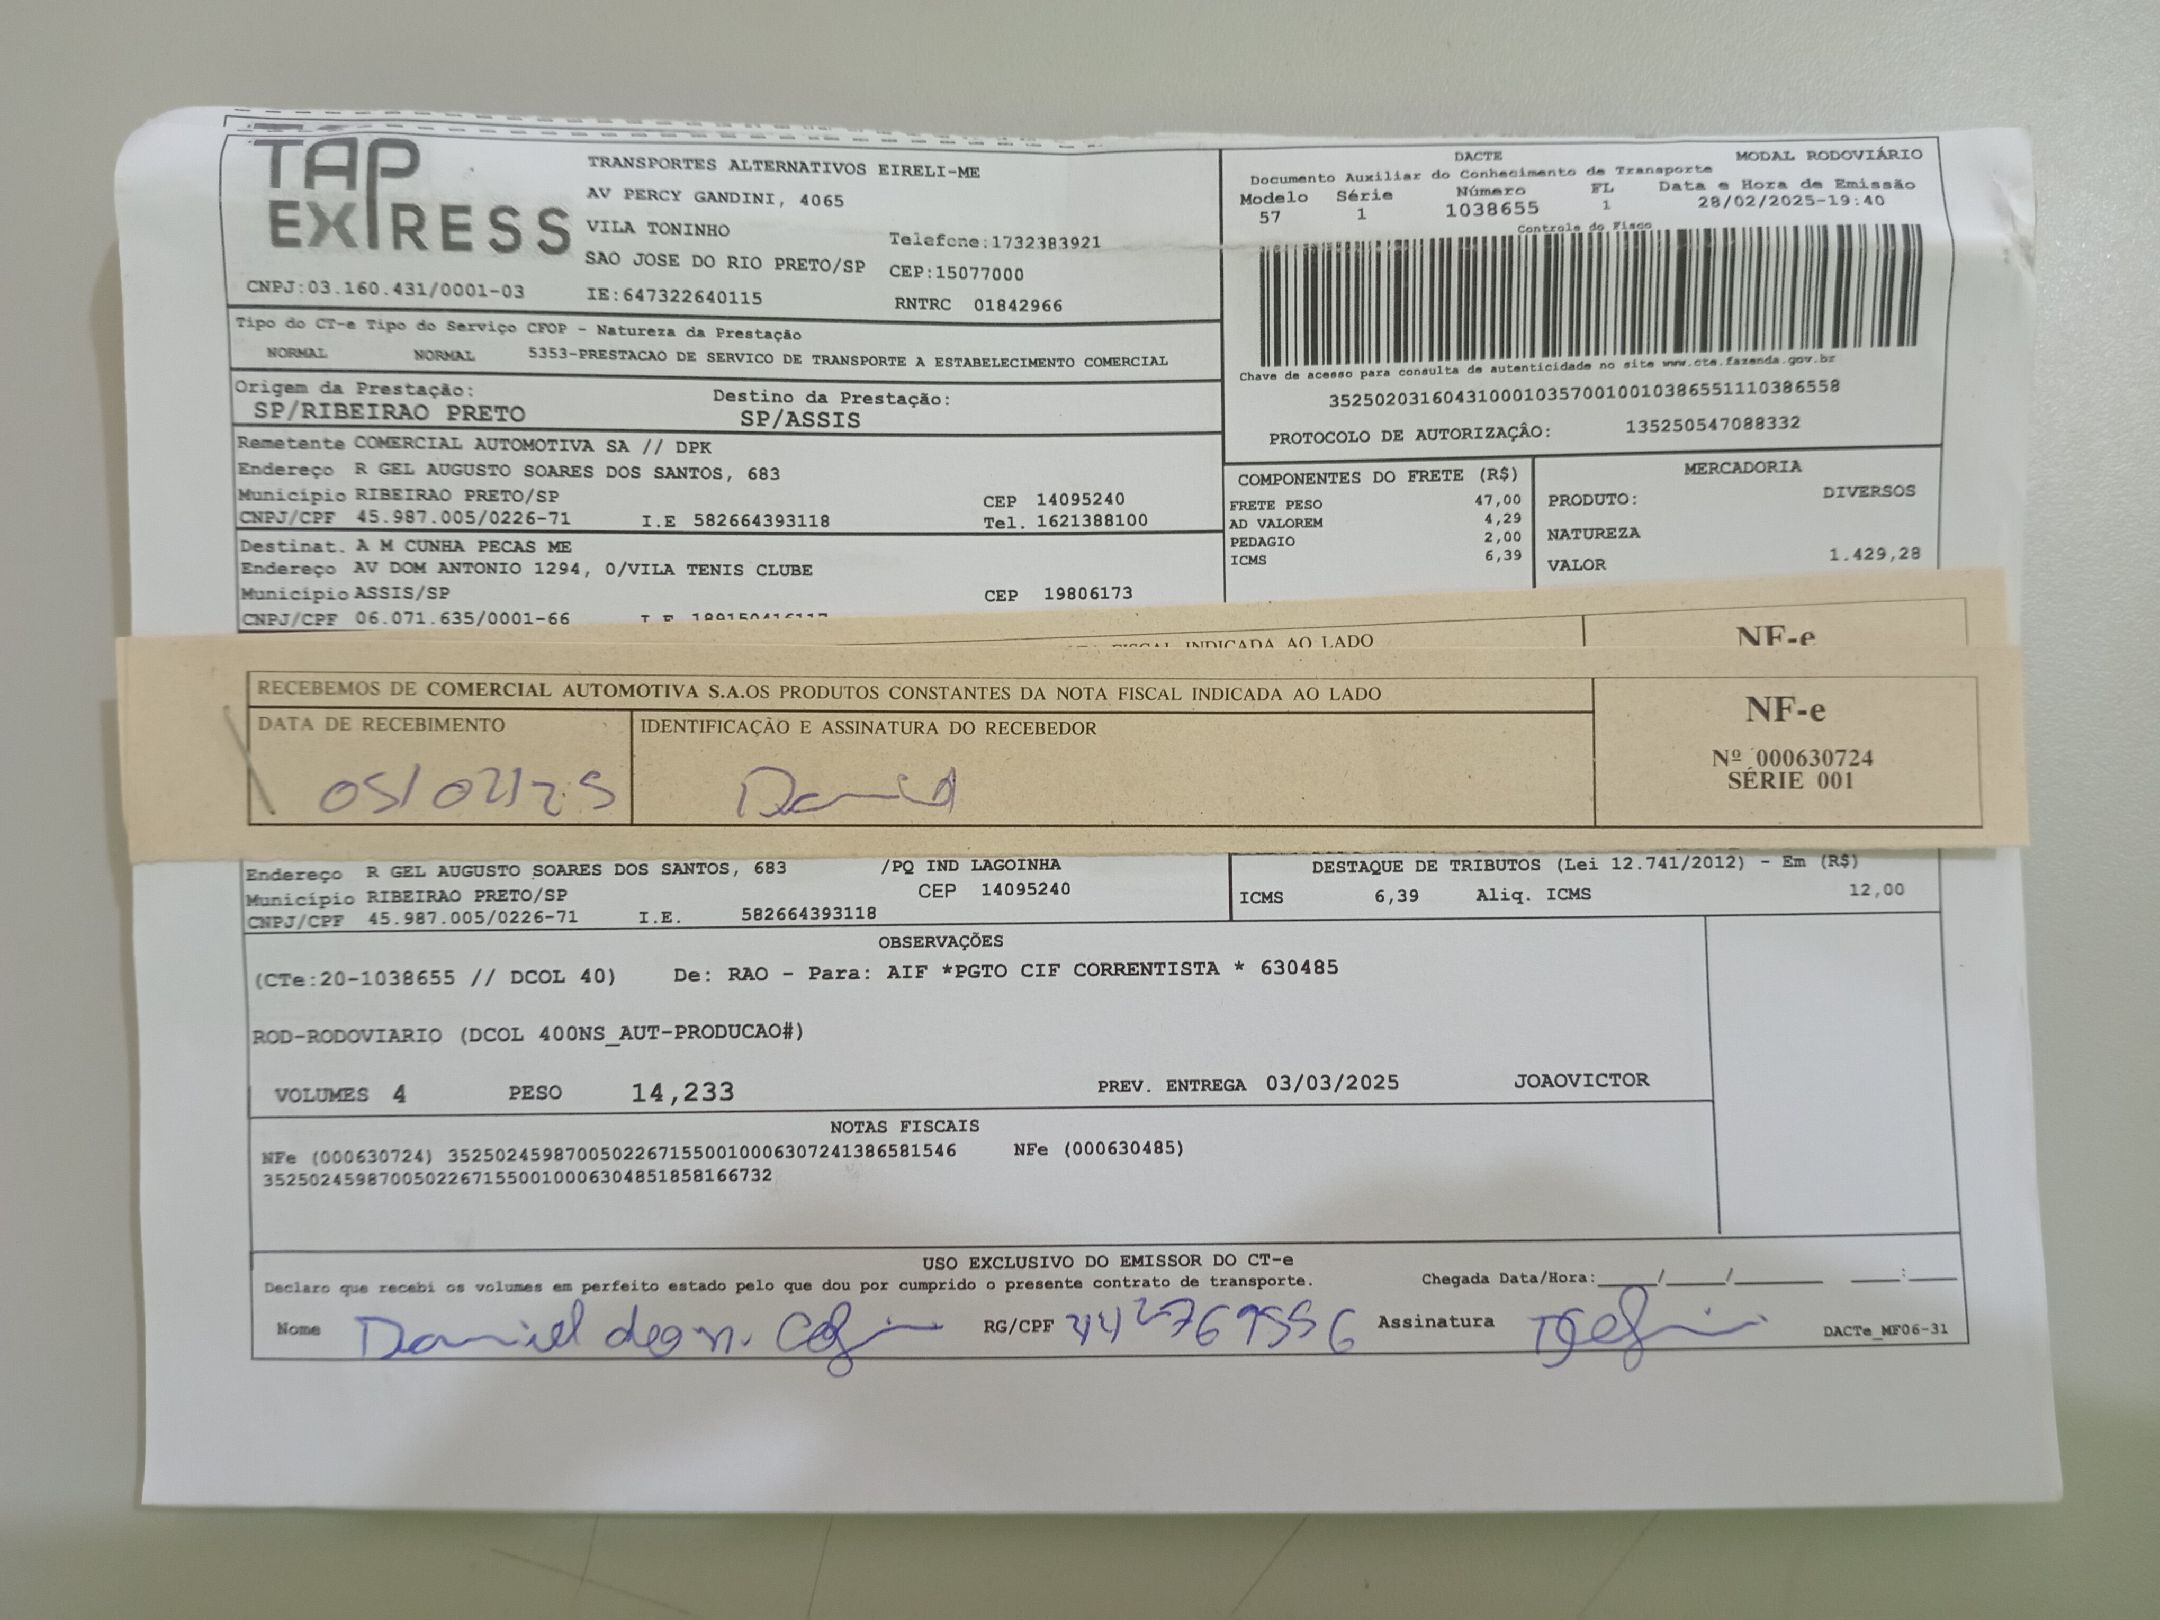 TAP EXPRESS
TRANSPORTES ALTERNATIVOS EIRELI-ME
AV PERCY GANDINI, 4065
VILA TONINHO Telefone:1732383921
SAO JOSE DO RIO PRETO/SP CEP:15077000
CNPJ:03.160.431/0001-03 IE:647322640115 RNTRC 01842966
DACTE MODAL RODOVIÁRIO
Documento Auxiliar do Conhecimento de Transporte
Modelo Série Número FL Data e Hora de Emissão
57 1 1038655 1 28/02/2025-19:40
Controle do Fisco
Chave de acesso para consulta de autenticidade no site www.cte.fazenda.gov.br
35250203160431000103570010010386551110386558
PROTOCOLO DE AUTORIZAÇÂO: 135250547088332
Tipo do CT-e Tipo do Serviço CFOP - Natureza da Prestação
NORMAL NORMAL 5353-PRESTACAO DE SERVICO DE TRANSPORTE A ESTABELECIMENTO COMERCIAL
Origem da Prestação: Destino da Prestação:
SP/RIBEIRAO PRETO SP/ASSIS
Remetente COMERCIAL AUTOMOTIVA SA // DPK
Endereço R GEL AUGUSTO SOARES DOS SANTOS, 683
Município RIBEIRAO PRETO/SP CEP 14095240
CNPJ/CPF 45.987.005/0226-71 I.E 582664393118 Tel. 1621388100
Destinat. A M CUNHA PECAS ME
Endereço AV DOM ANTONIO 1294, 0/VILA TENIS CLUBE
Município ASSIS/SP CEP 19806173
CNPJ/CPF 06.071.635/0001-66
COMPONENTES DO FRETE (R$)
FRETE PESO 47,00
AD VALOREM 4,29
PEDAGIO 2,00
ICMS 6,39
MERCADORIA
PRODUTO: DIVERSOS
NATUREZA
VALOR 1.429,28
INDICADA AO LADO NF-e
RECEBEMOS DE COMERCIAL AUTOMOTIVA S.A.OS PRODUTOS CONSTANTES DA NOTA FISCAL INDICADA AO LADO
DATA DE RECEBIMENTO IDENTIFICAÇÃO E ASSINATURA DO RECEBEDOR
Daniel
NF-e
Nº 000630724
SÉRIE 001
Endereço R GEL AUGUSTO SOARES DOS SANTOS, 683 /PQ IND LAGOINHA
Município RIBEIRAO PRETO/SP CEP 14095240
CNPJ/CPF 45.987.005/0226-71 I.E. 582664393118
DESTAQUE DE TRIBUTOS (Lei 12.741/2012) - Em (R$)
ICMS 6,39 Aliq. ICMS 12,00
OBSERVAÇÕES
(CTe:20-1038655 // DCOL 40) De: RAO - Para: AIF *PGTO CIF CORRENTISTA * 630485
ROD-RODOVIARIO (DCOL 400NS_AUT-PRODUCAO#)
VOLUMES 4 PESO 14,233 PREV. ENTREGA 03/03/2025 JOAOVICTOR
NOTAS FISCAIS
NFe (000630724) 35250245987005022671550010006307241386581546 NFe (000630485)
35250245987005022671550010006304851858166732
USO EXCLUSIVO DO EMISSOR DO CT-e
Declaro que recebi os volumes em perfeito estado pelo que dou por cumprido o presente contrato de transporte. Chegada Data/Hora:____/____/______ ___:___
Nome Daniel RG/CPF Assinatura DACTe_MF06-31